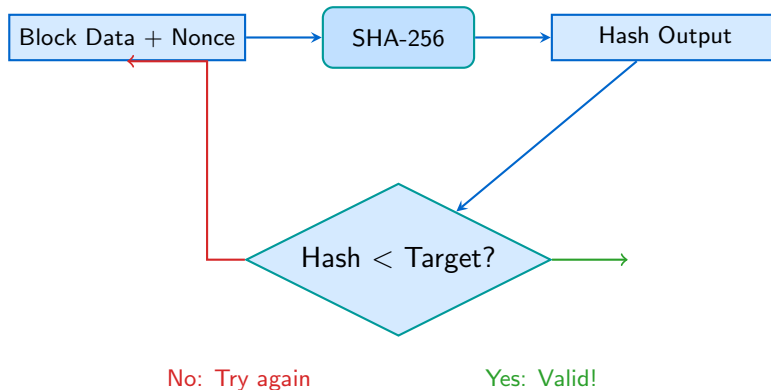 Block Data + Nonce
SHA-256
Hash Output
Hash < Target?
No: Try again
Yes: Valid!